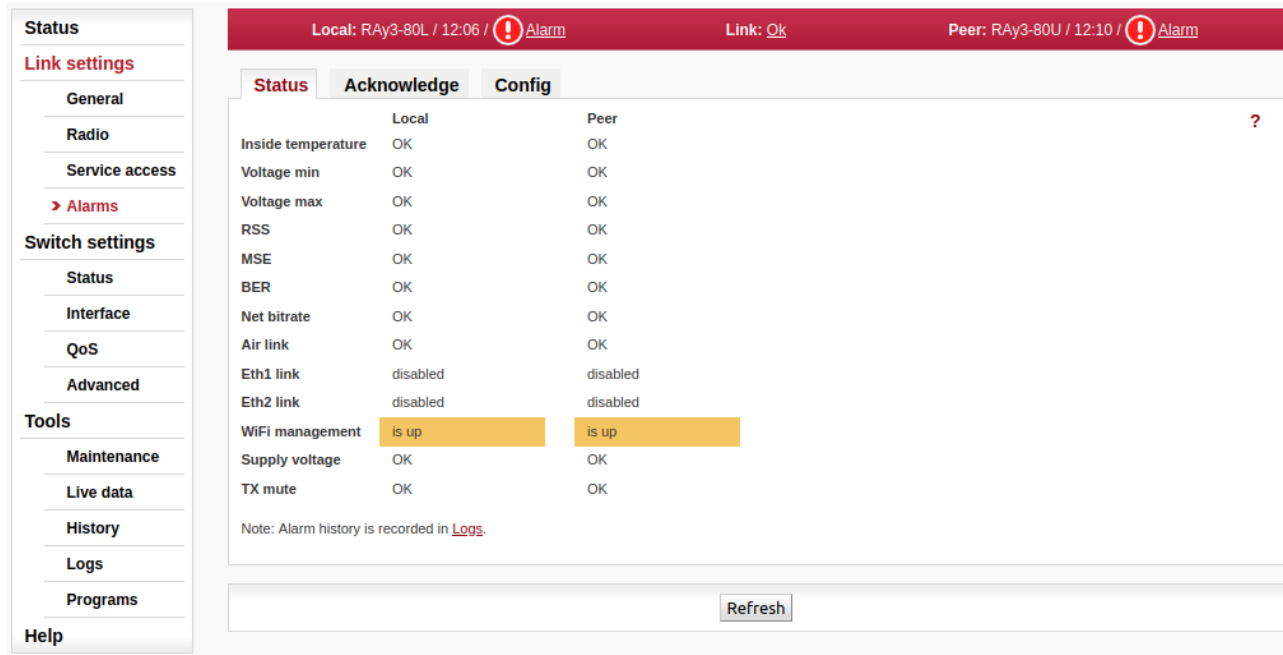 Status
Link settings
General
Radio
Service access
Alarms
Switch settings
Status
Interface
QoS
Advanced
Tools
Maintenance
Live data
History
Logs
Programs
Help
Local: RAy3-80L / 12:06 / Alarm Link: Ok Peer: RAy3-80U / 12:10 / Alarm
Status Acknowledge Config
Local Peer ?
Inside temperature OK OK
Voltage min OK OK
Voltage max OK OK
RSS OK OK
MSE OK OK
BER OK OK
Net bitrate OK OK
Air link OK OK
Eth1 link disabled disabled
Eth2 link disabled disabled
WiFi management is up is up
Supply voltage OK OK
TX mute OK OK
Note: Alarm history is recorded in Logs.
Refresh